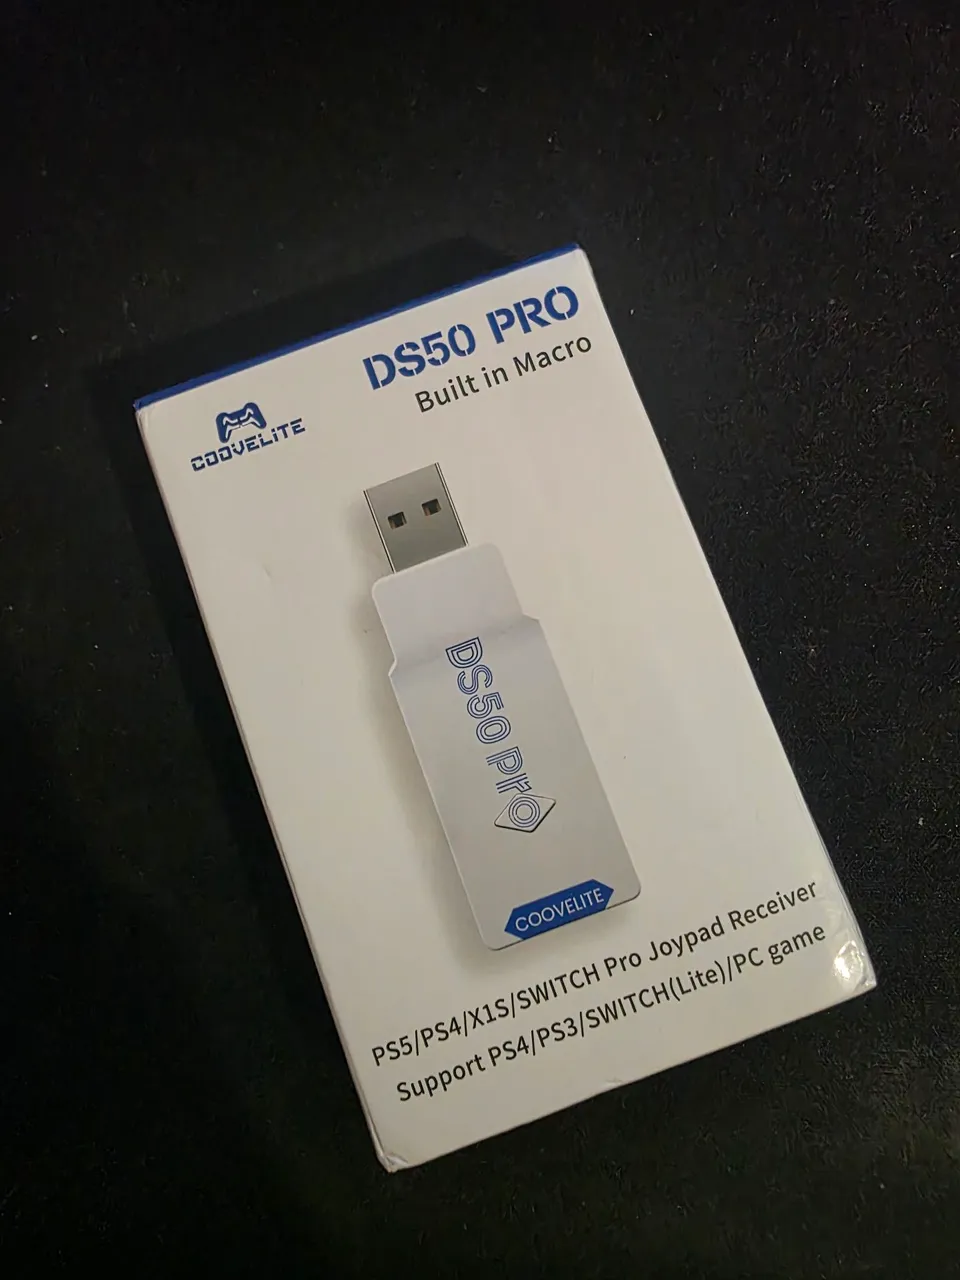 DS50 PRO
Built in Macro
COOVELITE
DS50 Pro
COOVELITE
PS5/PS4/X1S/SWITCH Pro Joypad Receiver
Support PS4/PS3/SWITCH(Lite)/PC game